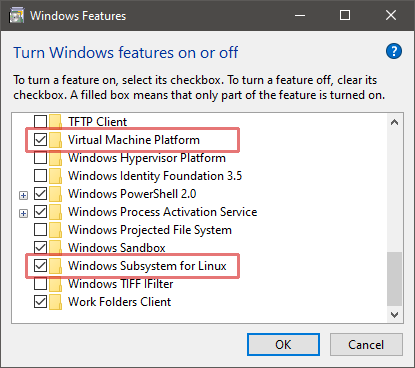 Windows Features
Turn Windows features on or off
?
To turn a feature on, select its checkbox. To turn a feature off, clear its
checkbox. A filled box means that only part of the feature is turned on.
TFTP Client
Virtual Machine Platform
Windows Hypervisor Platform
Windows Identity Foundation 3.5
Windows PowerShell 2.0
Windows Process Activation Service
Windows Projected File System
Windows Sandbox
Windows Subsystem for Linux
Windows TIFF IFilter
Work Folders Client
OK
Cancel